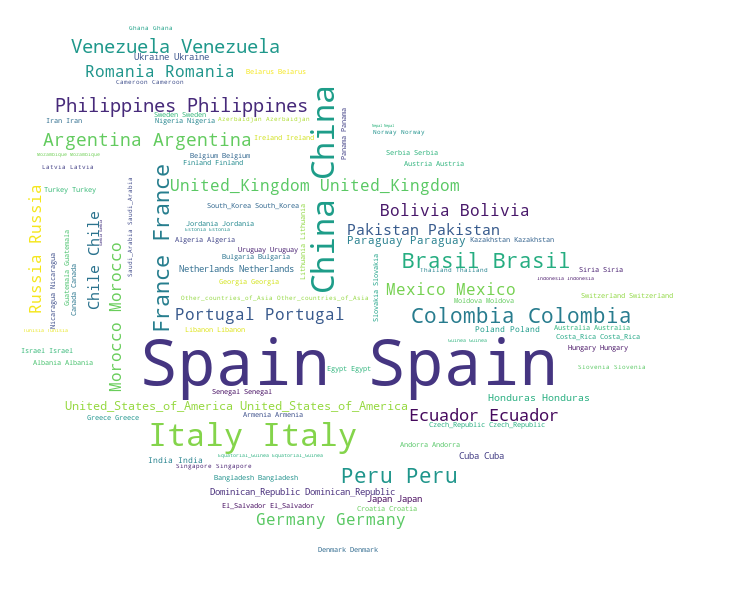 Ghana Ghana
Venezuela Venezuela
Ukraine Ukraine
Romania Romania
Belarus Belarus
Cameroon Cameroon
Philippines Philippines
China China
Panama Panama
Sweden Sweden
Iran Iran
Nigeria Nigeria
Azerbaijan Azerbaijan
Nepal Nepal
Norway Norway
Argentina Argentina
Ireland Ireland
Mozambique Mozambique
Belgium Belgium
Serbia Serbia
Finland Finland
Austria Austria
Latvia Latvia
France France
United_Kingdom United_Kingdom
Turkey Turkey
Russia Russia
Saudi_Arabia Saudi_Arabia
South_Korea South_Korea
Lithuania Lithuania
Bolivia Bolivia
Chile Chile
Jordania Jordania
Estonia Estonia
Pakistan Pakistan
Guatemala Guatemala
Algeria Algeria
Paraguay Paraguay
Kazakhstan Kazakhstan
Morocco Morocco
Uruguay Uruguay
Bulgaria Bulgaria
Brasil Brasil
Nicaragua Nicaragua
Canada Canada
Netherlands Netherlands
Slovakia Slovakia
Thailand Thailand
Siria Siria
Indonesia Indonesia
Georgia Georgia
Mexico Mexico
Other_countries_of_Asia Other_countries_of_Asia
Moldova Moldova
Switzerland Switzerland
Portugal Portugal
Colombia Colombia
Libanon Libanon
Poland Poland
Australia Australia
Costa_Rica Costa_Rica
Guinea Guinea
Israel Israel
Hungary Hungary
Spain Spain
Albania Albania
Egypt Egypt
Slovenia Slovenia
Senegal Senegal
Honduras Honduras
United_States_of_America United_States_of_America
Armenia Armenia
Ecuador Ecuador
Greece Greece
Czech_Republic Czech_Republic
Italy Italy
Andorra Andorra
Equatorial_Guinea Equatorial_Guinea
Cuba Cuba
India India
Singapore Singapore
Peru Peru
Bangladesh Bangladesh
Dominican_Republic Dominican_Republic
Japan Japan
El_Salvador El_Salvador
Croatia Croatia
Germany Germany
Denmark Denmark